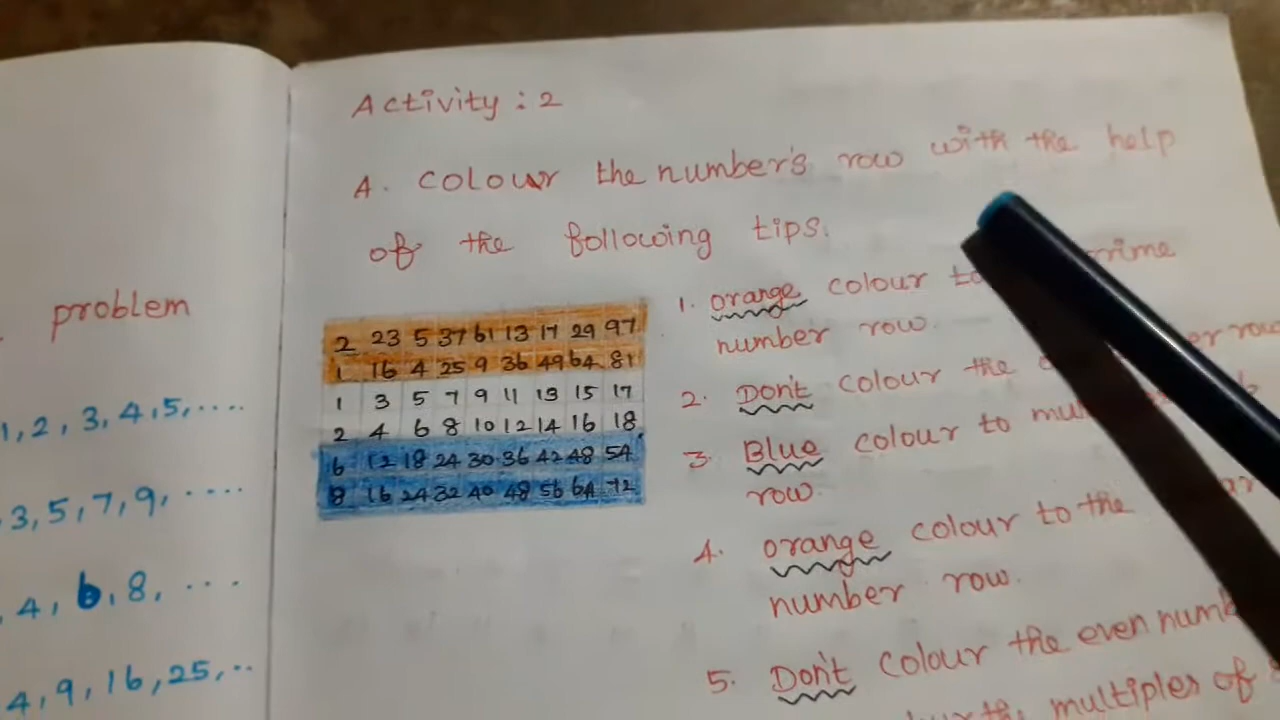 Activity : 2
A. Colour the number's row with the help
of the following tips.
problem
1, 2, 3, 4, 5, ....
3, 5, 7, 9, ....
4, 6, 8, ...
4, 9, 16, 25, ..
2 23 5 37 61 13 17 29 97
1 16 4 25 9 36 49 64 81
1 3 5 7 9 11 13 15 17
2 4 6 8 10 12 14 16 18
6 12 18 24 30 36 42 48 54
8 16 24 32 40 48 56 64 72
1. orange colour to
number row.
2. Don't colour the row
3. Blue colour to
row.
4. orange colour to the
number row.
5. Don't colour the even
the multiples of